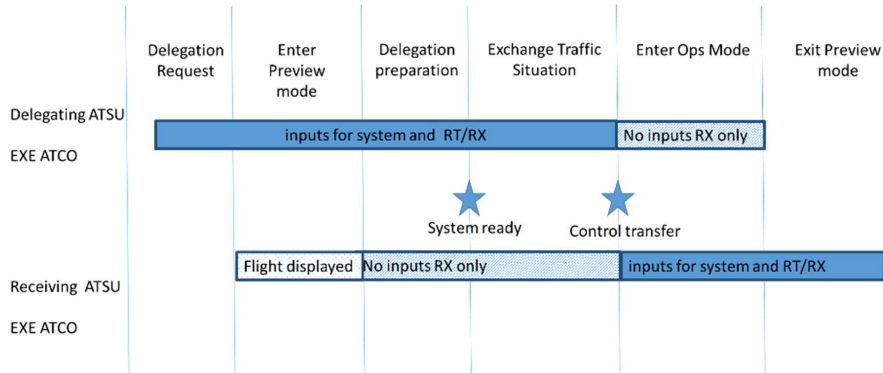 Delegation
Request
Enter
Preview
mode
Delegation
preparation
Exchange Traffic
Situation
Enter Ops Mode
Exit Preview
mode
Delegating ATSU
EXE ATCO
inputs for system and RT/RX
No inputs RX only
System ready
Control transfer
Receiving ATSU
EXE ATCO
Flight displayed
No inputs RX only
inputs for system and RT/RX